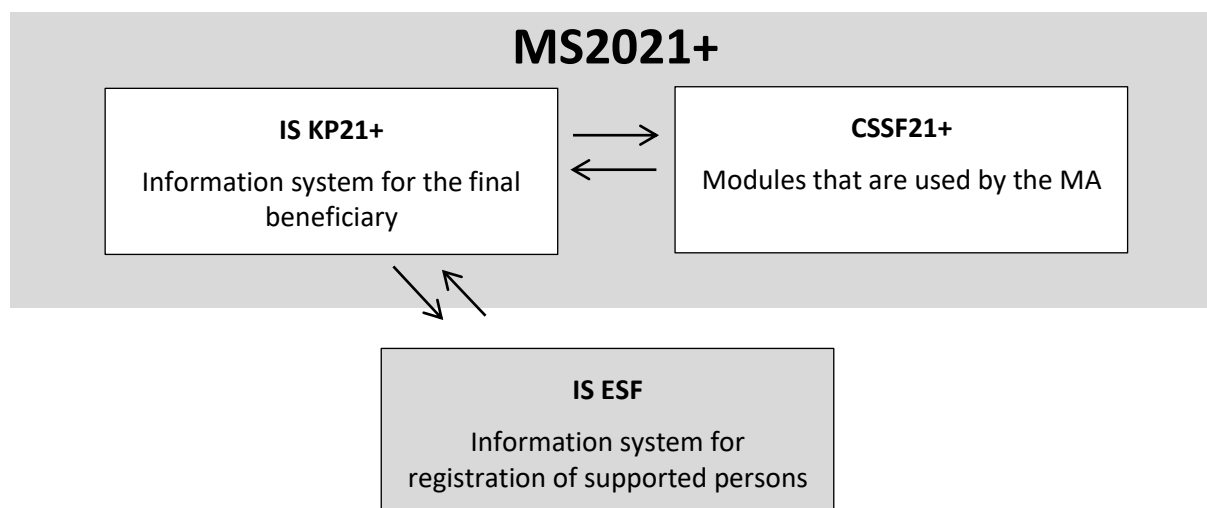 MS2021+
IS KP21+
Information system for the final
beneficiary
CSSF21+
Modules that are used by the MA
IS ESF
Information system for
registration of supported persons